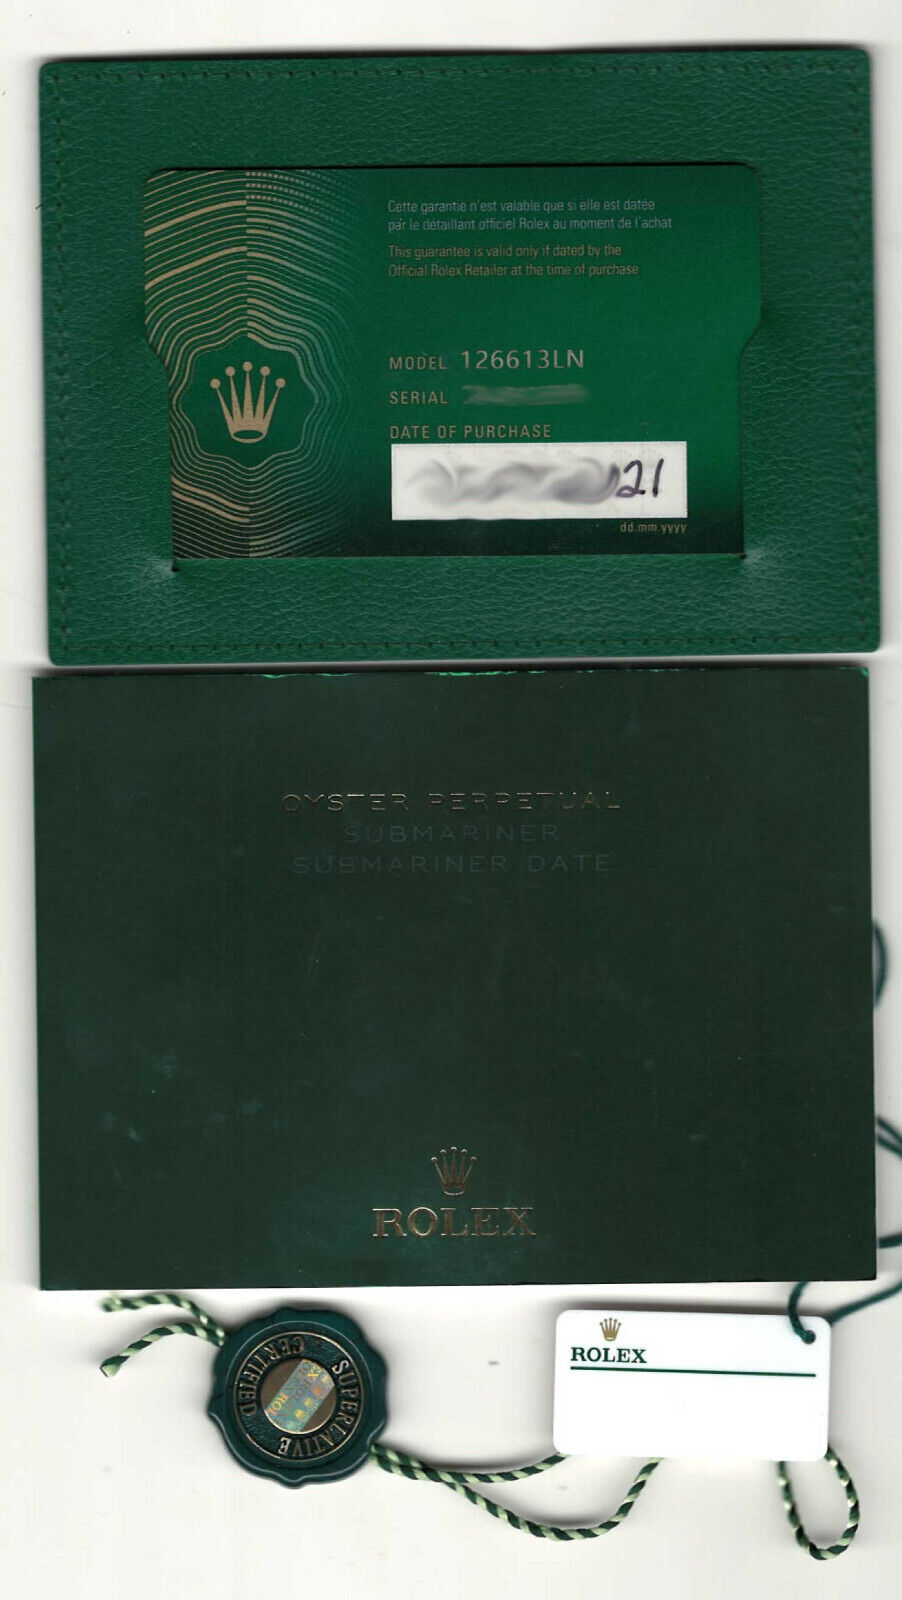 Cette garantie n'est valable que si elle est datée
par le détaillant officiel Rolex au moment de l'achat
This guarantee is valid only if dated by the
Official Rolex Retailer at the time of purchase
MODEL 126613LN
SERIAL
DATE OF PURCHASE
21
dd.mm.yyyy
OYSTER PERPETUAL
SUBMARINER
SUBMARINER DATE
ROLEX
SUPERLATIVE
CERTIFIED
ROLEX